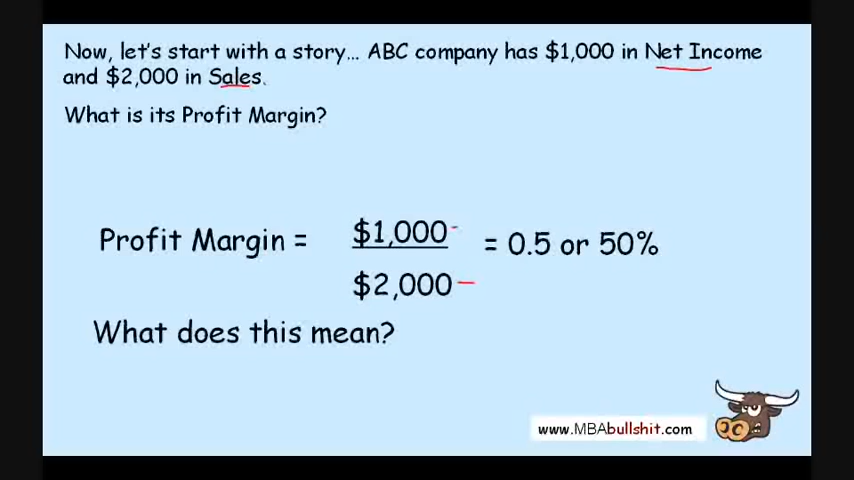 Now, let's start with a story... ABC company has $1,000 in Net Income
and $2,000 in Sales.
What is its Profit Margin?
Profit Margin = $1,000 = 0.5 or 50%
$2,000
What does this mean?
www.MBAbullshit.com